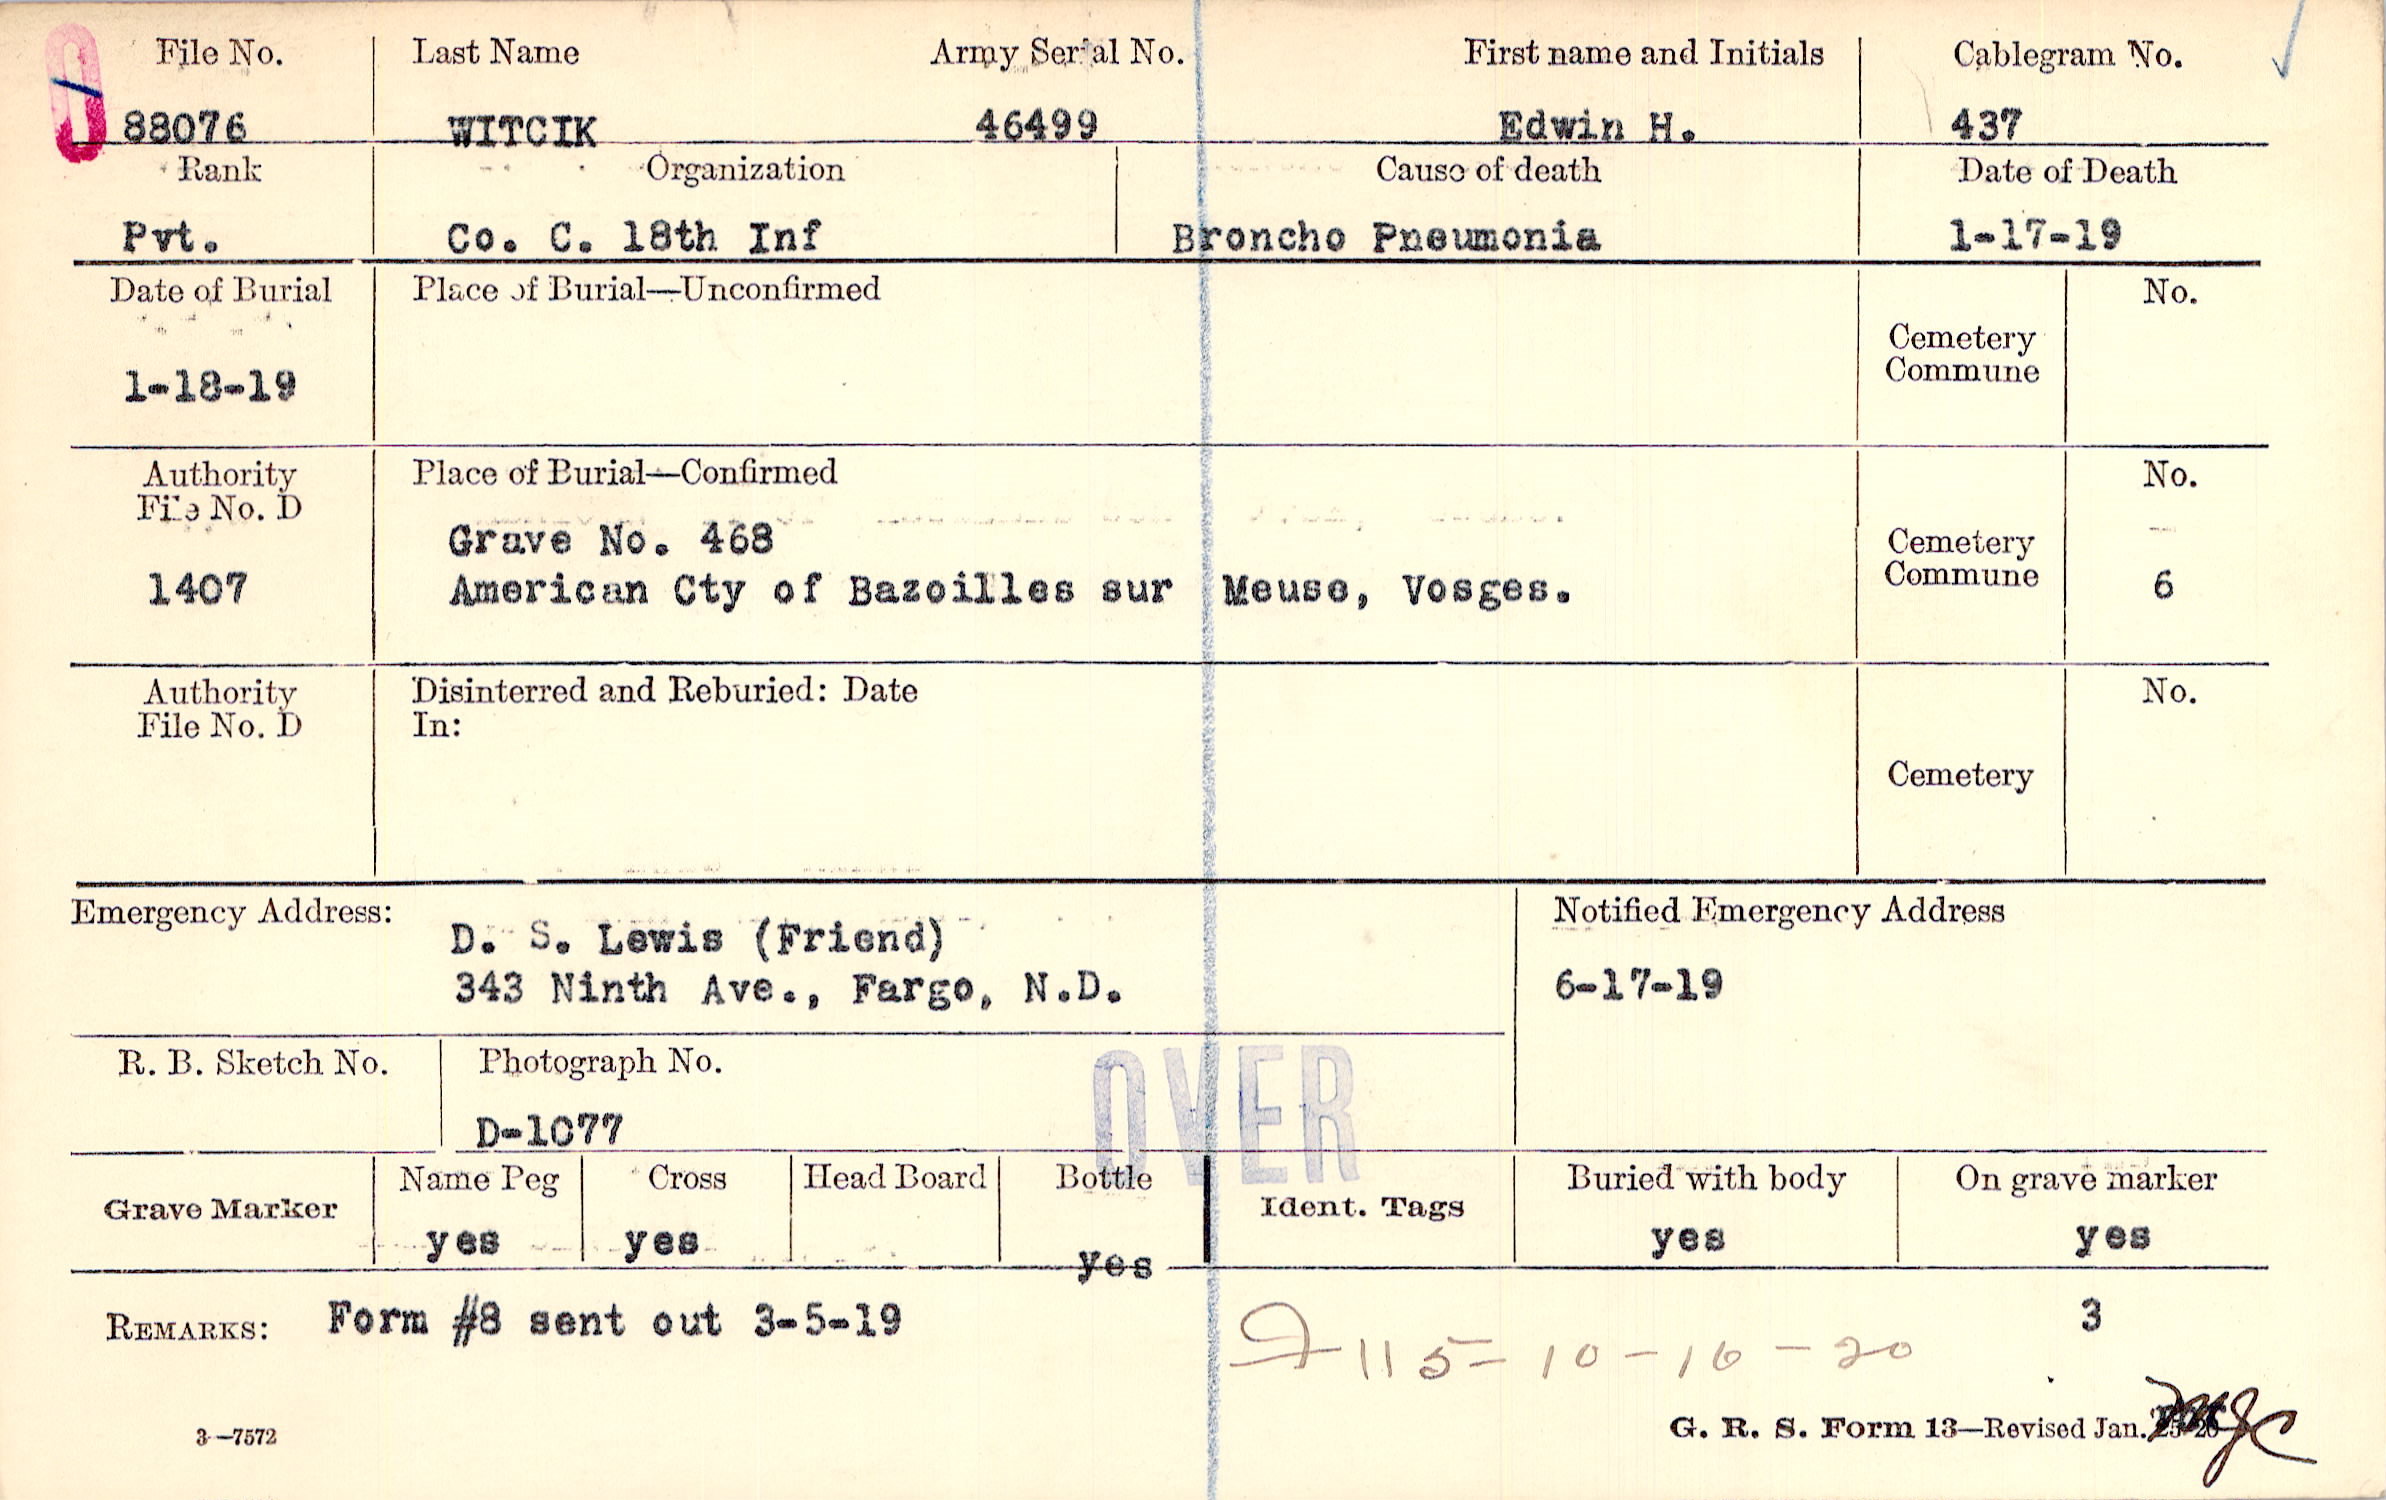 File No. Last Name Army Serial No. First name and Initials Cablegram No.
88076 WITCIK 46499 Edwin H. 437
Rank Organization Cause of death Date of Death
Pvt. Co. C. 18th Inf Broncho Pneumonia 1-17-19
Date of Burial Place of Burial—Unconfirmed No.
Cemetery
Commune
1-18-19
Authority Place of Burial—Confirmed No.
File No. D
Grave No. 468 Cemetery
1407 American Cty of Bazoilles sur Meuse, Vosges. Commune 6
Authority Disinterred and Reburied: Date No.
File No. D In:
Cemetery
Emergency Address: Notified Emergency Address
D. S. Lewis (Friend)
343 Ninth Ave., Fargo, N.D. 6-17-19
R. B. Sketch No. Photograph No.
D-1077
OVER
Grave Marker Name Peg Cross Head Board Bottle Ident. Tags Buried with body On grave marker
yes yes yes yes yes
REMARKS: Form #8 sent out 3-5-19 3
115- 10-16-20
3—7572 G. R. S. Form 13—Revised Jan.